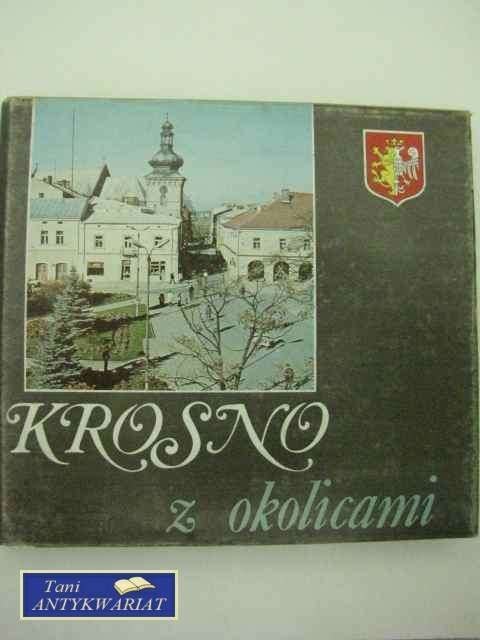 KROSNO
z okolicami
Tani
ANTYKWARIAT